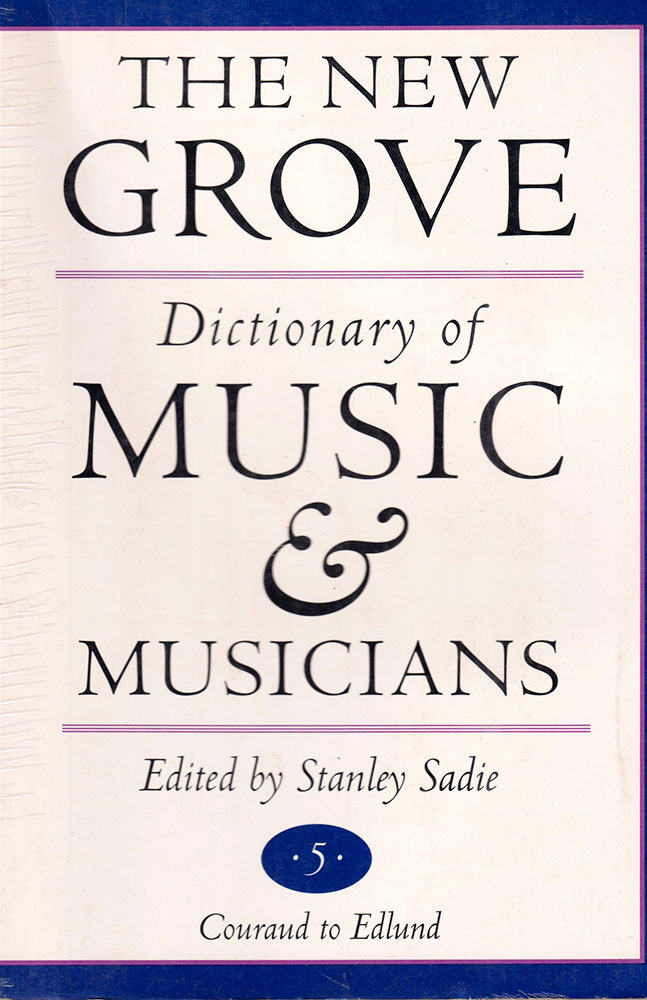 THE NEW
GROVE
Dictionary of
MUSIC
&
MUSICIANS
Edited by Stanley Sadie
·5·
Couraud to Edlund